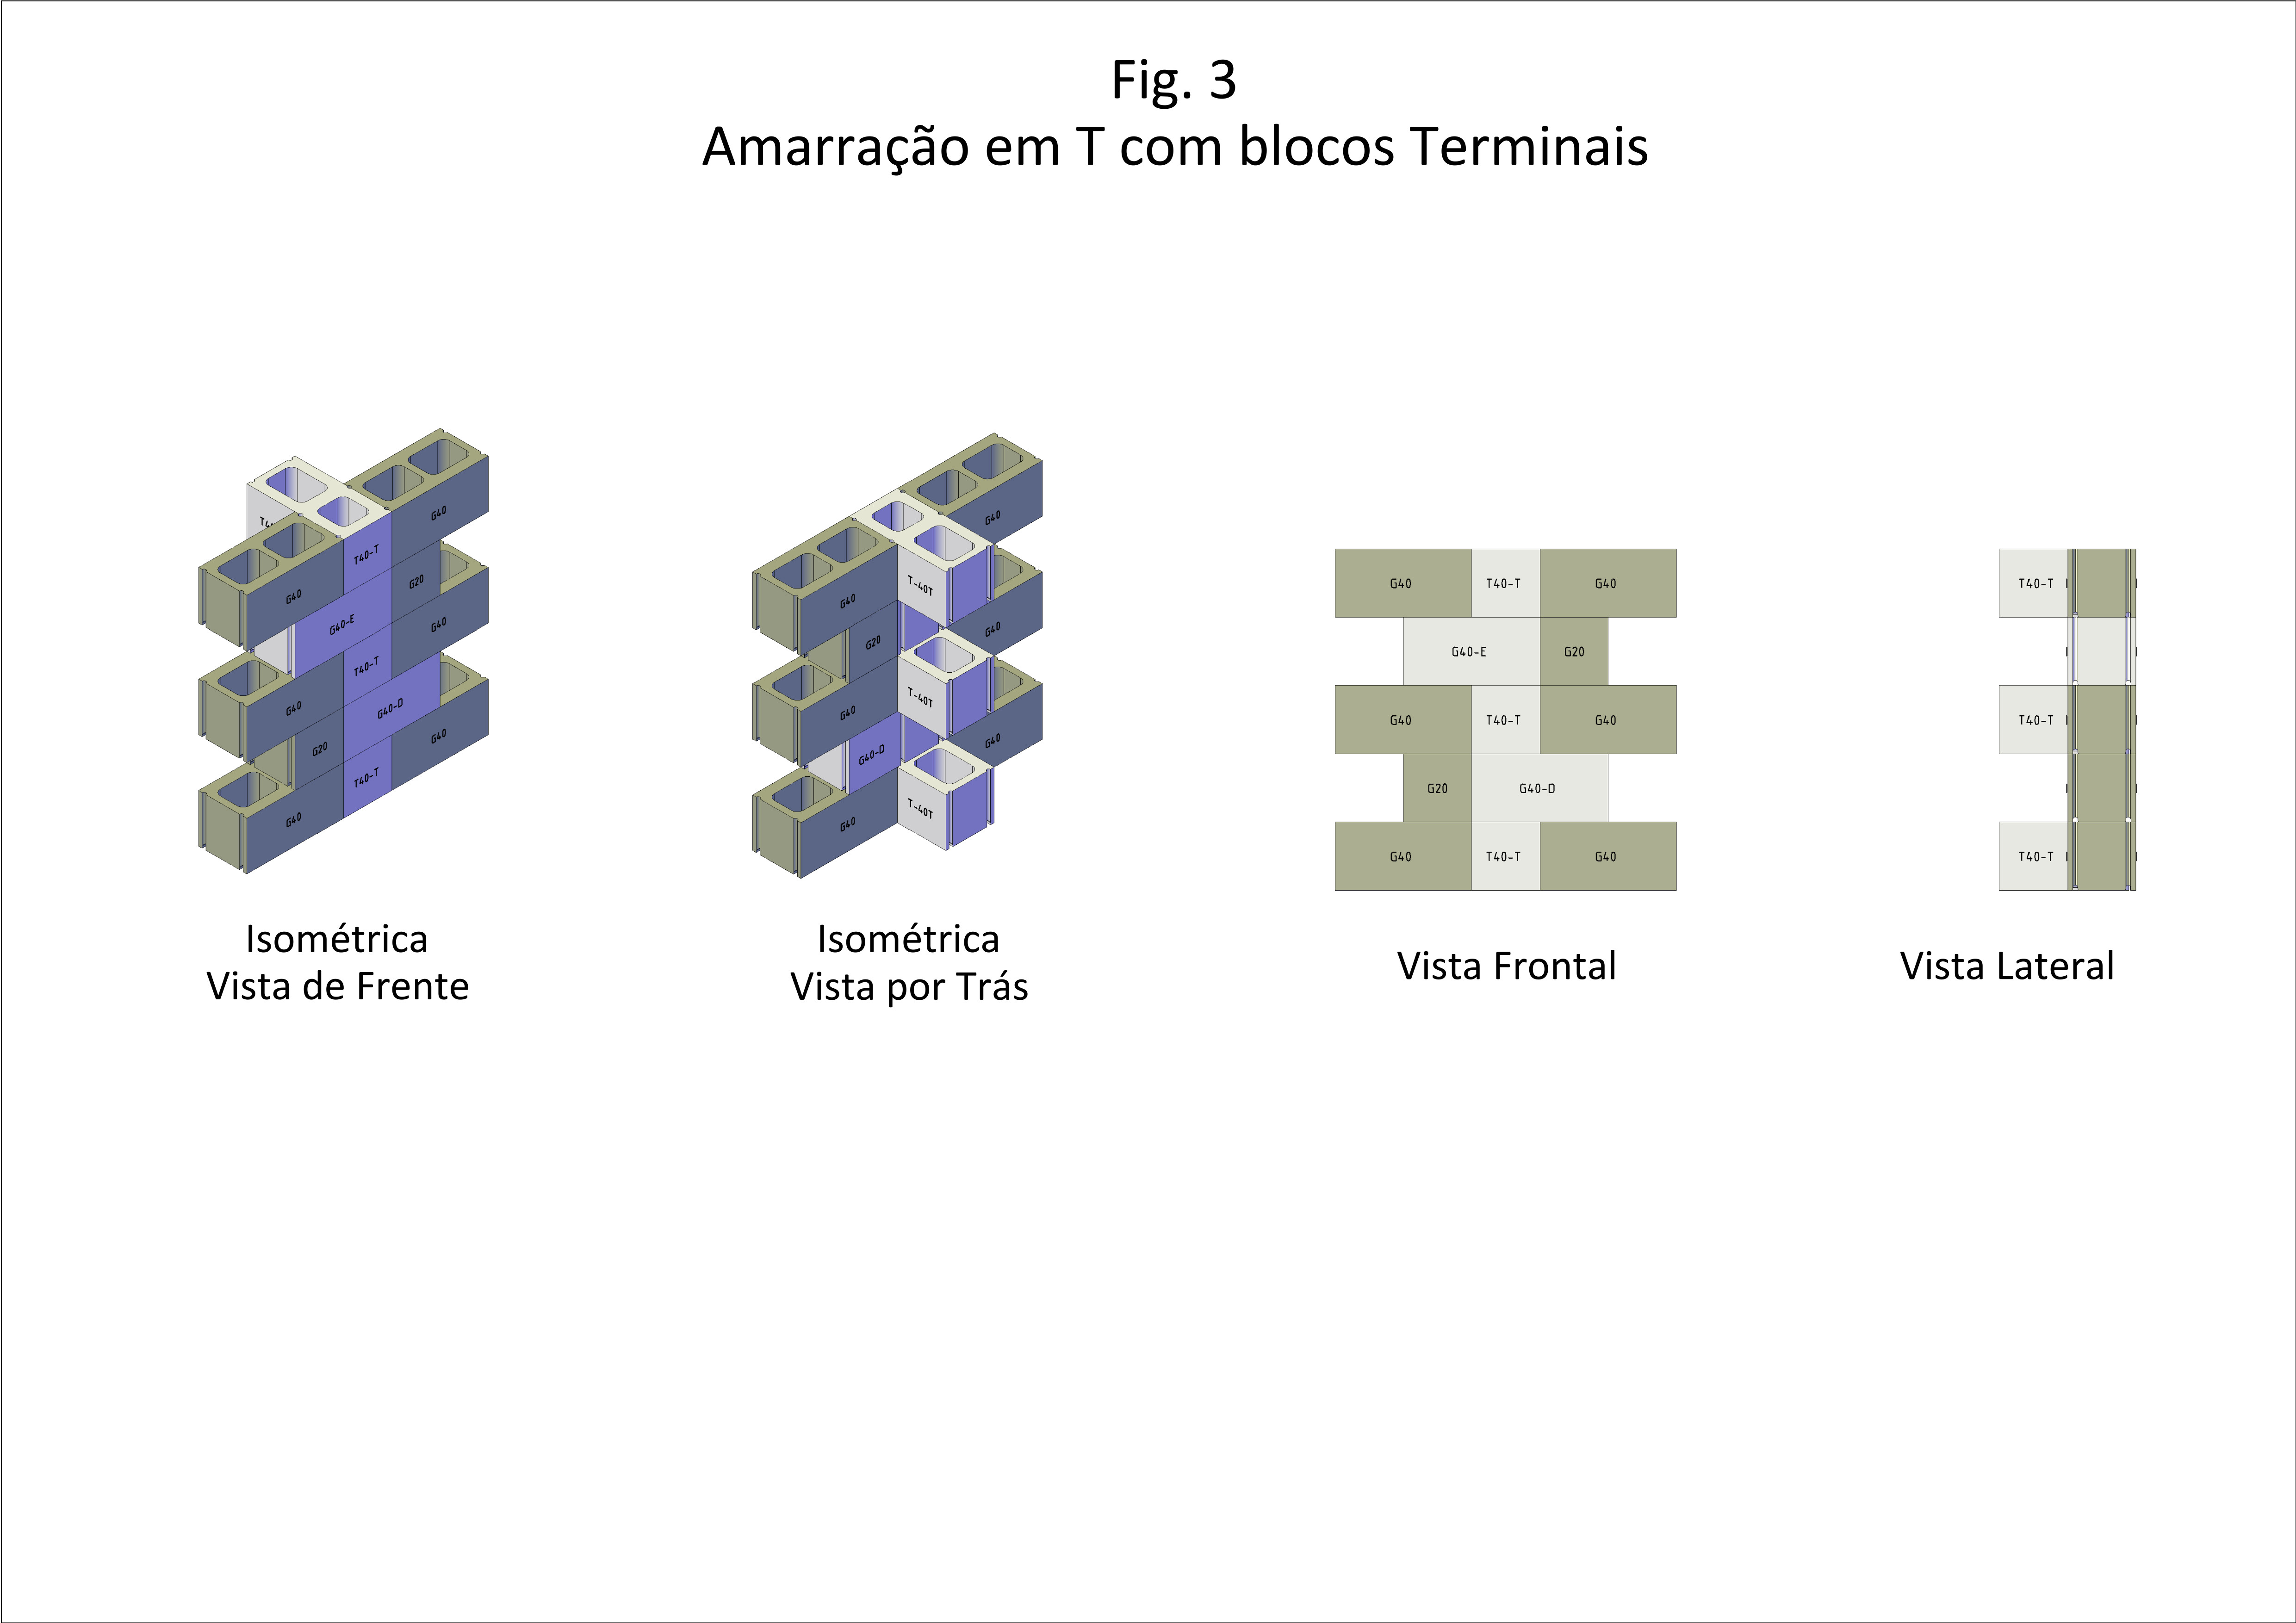 Fig. 3
Amarração em T com blocos Terminais
G40
T40-T
G40
G20
G40-E
G40
T40-T
G40
G40-D
G20
G40
T40-T
G40
G40
G40
T-40T
G20
G40
T-40T
G40
G40-D
G40
T-40T
G40
G40 T40-T G40
G40-E G20
G40 T40-T G40
G20 G40-D
G40 T40-T G40
T40-T
T40-T
T40-T
Isométrica
Vista de Frente
Isométrica
Vista por Trás
Vista Frontal
Vista Lateral